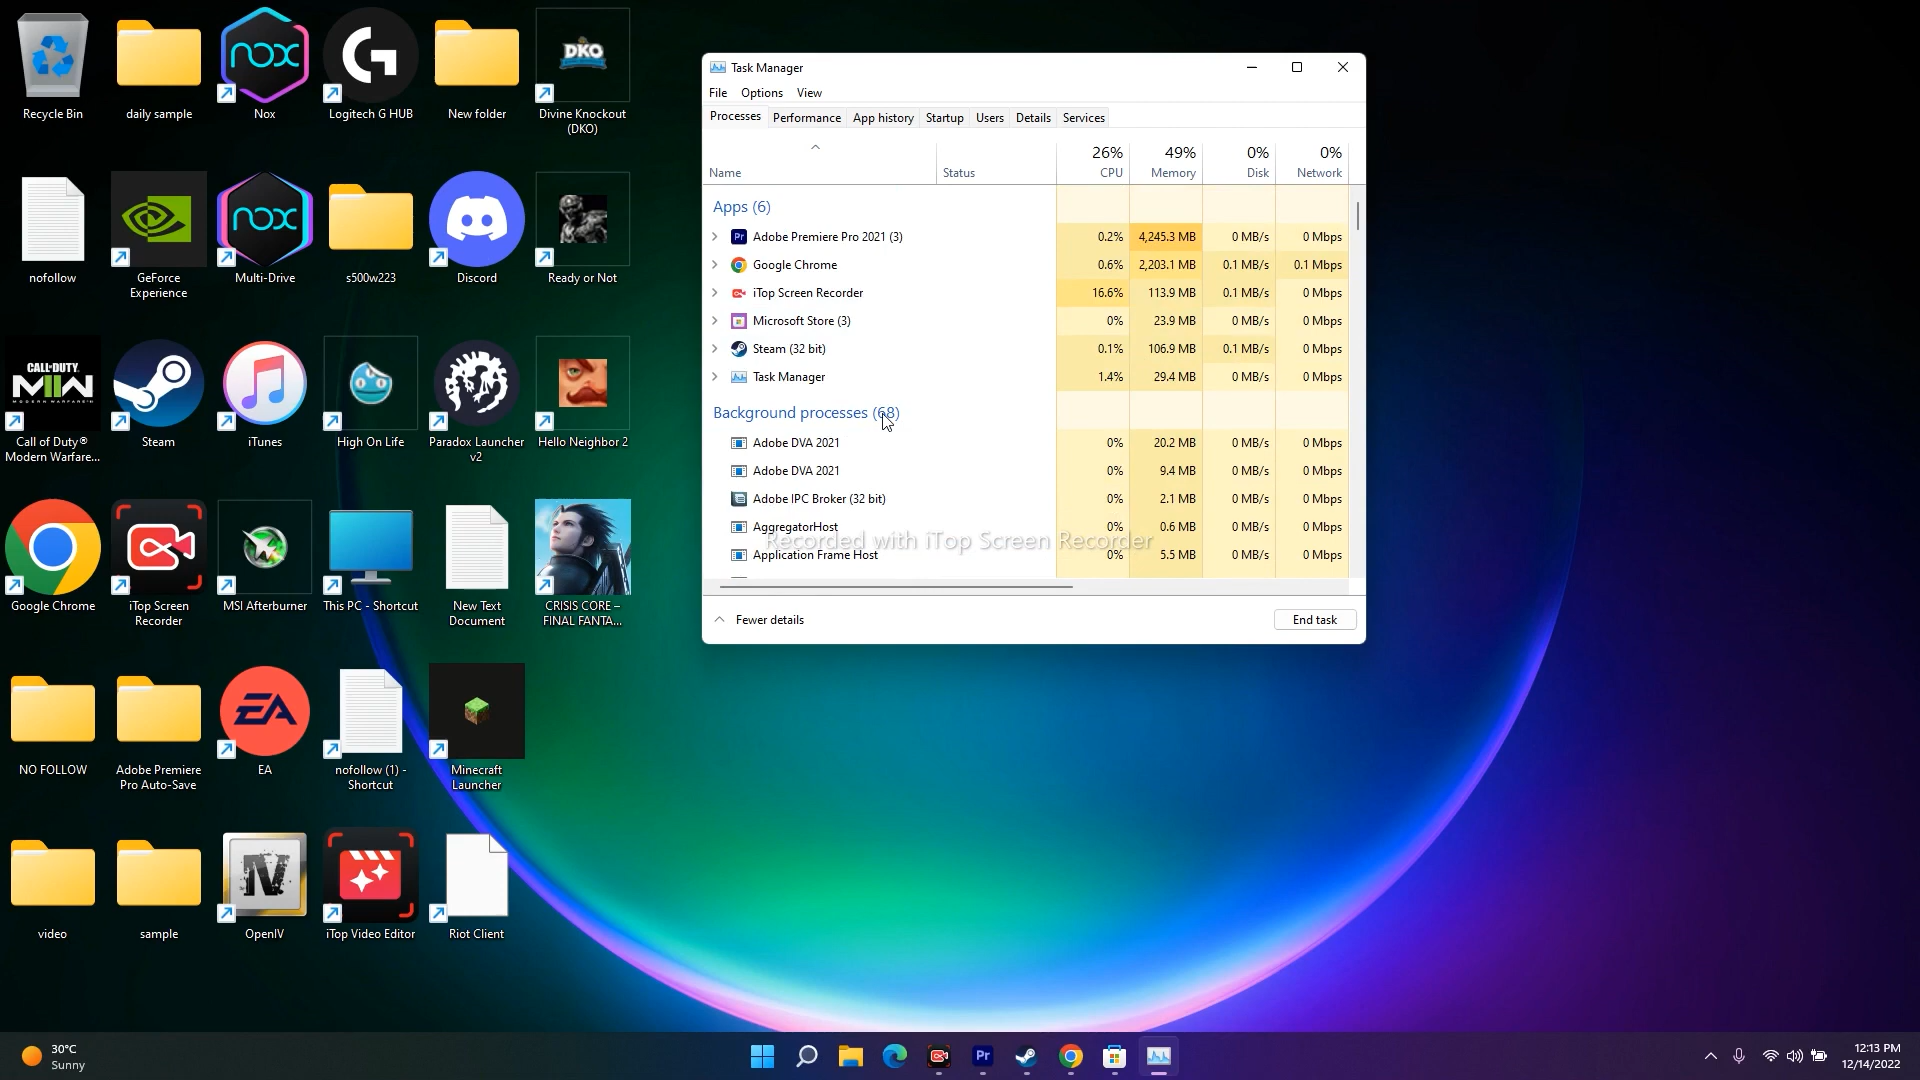 Recycle Bin
daily sample
nox
Nox
Logitech G HUB
New folder
DKO
Divine Knockout
(DKO)
nofollow
GeForce
Experience
nox
Multi-Drive
s500w223
Discord
Ready or Not
CALL OF DUTY
MWII
MODERN WARFARE
Call of Duty®
Modern Warfare...
Steam
iTunes
High On Life
Paradox Launcher
v2
Hello Neighbor 2
Google Chrome
iTop Screen
Recorder
MSI Afterburner
This PC - Shortcut
New Text
Document
CRISIS CORE –
FINAL FANTA...
NO FOLLOW
Adobe Premiere
Pro Auto-Save
EA
EA
nofollow (1) -
Shortcut
Minecraft
Launcher
video
sample
IV
OpenIV
iTop Video Editor
Riot Client
Task Manager
File Options View
Processes Performance App history Startup Users Details Services
26% 49% 0% 0%
Name Status CPU Memory Disk Network
Apps (6)
Pr Adobe Premiere Pro 2021 (3) 0.2% 4,245.3 MB 0 MB/s 0 Mbps
Google Chrome 0.6% 2,203.1 MB 0.1 MB/s 0.1 Mbps
iTop Screen Recorder 16.6% 113.9 MB 0.1 MB/s 0 Mbps
Microsoft Store (3) 0% 23.9 MB 0 MB/s 0 Mbps
Steam (32 bit) 0.1% 106.9 MB 0.1 MB/s 0 Mbps
Task Manager 1.4% 29.4 MB 0 MB/s 0 Mbps
Background processes (68)
Adobe DVA 2021 0% 20.2 MB 0 MB/s 0 Mbps
Adobe DVA 2021 0% 9.4 MB 0 MB/s 0 Mbps
Adobe IPC Broker (32 bit) 0% 2.1 MB 0 MB/s 0 Mbps
AggregatorHost 0% 0.6 MB 0 MB/s 0 Mbps
Recorded with iTop Screen Recorder
Application Frame Host 0% 5.5 MB 0 MB/s 0 Mbps
Fewer details
End task
30°C
Sunny
Pr
12:13 PM
12/14/2022